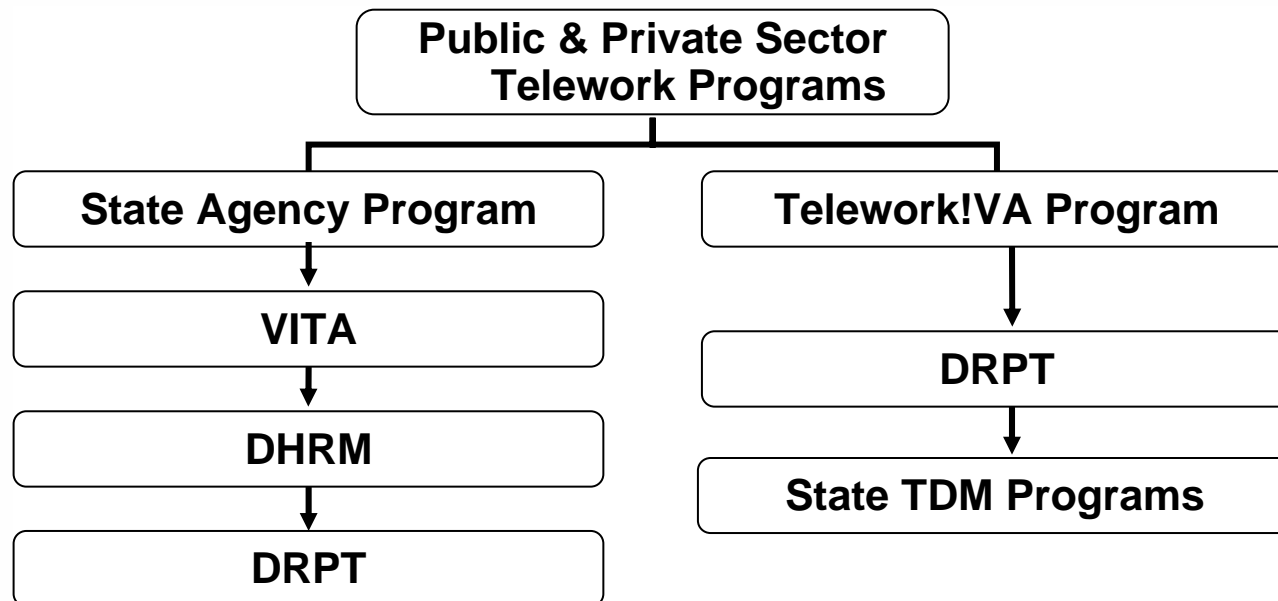 Public & Private Sector
Telework Programs
State Agency Program
VITA
DHRM
DRPT
Telework!VA Program
DRPT
State TDM Programs